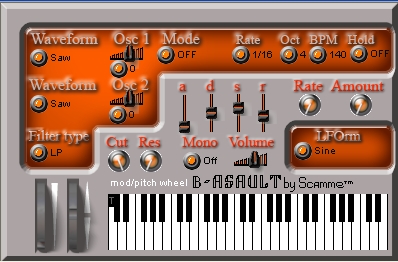 Waveform Osc 1 Mode Rate Oct BPM Hold
Saw 0 OFF 1/16 4 140 OFF
Waveform Osc 2
Saw 0
a d s r Rate Amount
Filter type Cut Res Mono Volume LFOrm
LP Off Sine
mod/pitch wheel B-ASAULT by Scamme™
T